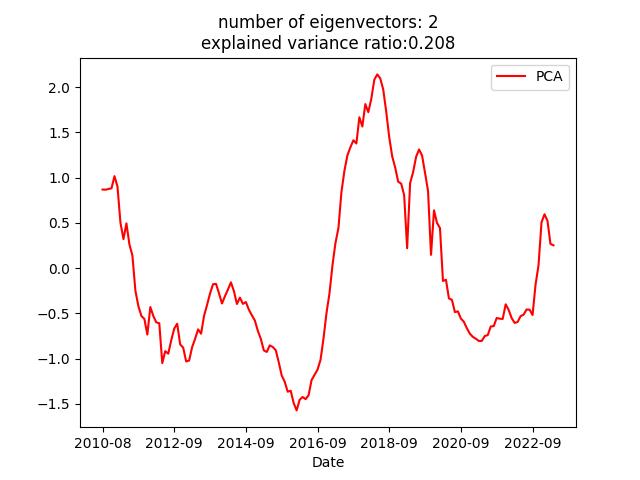 number of eigenvectors: 2
explained variance ratio:0.208
PCA
2.0
1.5
1.0
0.5
0.0
−0.5
−1.0
−1.5
2010-08 2012-09 2014-09 2016-09 2018-09 2020-09 2022-09
Date